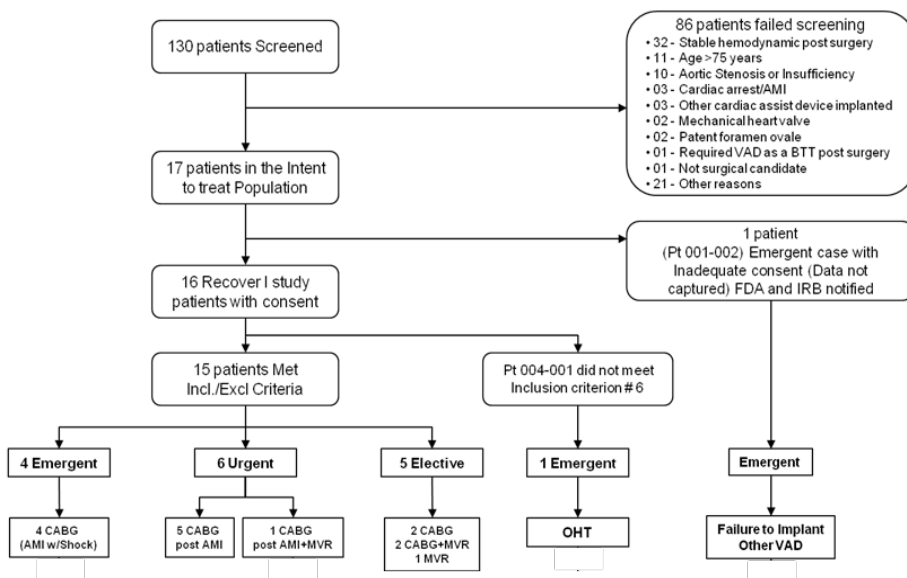 130 patients Screened
86 patients failed screening
• 32 - Stable hemodynamic post surgery
• 11 - Age >75 years
• 10 - Aortic Stenosis or Insufficiency
• 03 - Cardiac arrest/AMI
• 03 - Other cardiac assist device implanted
• 02 - Mechanical heart valve
• 02 - Patent foramen ovale
• 01 - Required VAD as a BTT post surgery
• 01 - Not surgical candidate
• 21 - Other reasons
17 patients in the Intent
to treat Population
1 patient
(Pt 001-002) Emergent case with
Inadequate consent (Data not
captured) FDA and IRB notified
16 Recover I study
patients with consent
15 patients Met
Incl./Excl Criteria
Pt 004-001 did not meet
Inclusion criterion # 6
4 Emergent
6 Urgent
5 Elective
1 Emergent
Emergent
4 CABG
(AMI w/Shock)
5 CABG
post AMI
1 CABG
post AMI+MVR
2 CABG
2 CABG+MVR
1 MVR
OHT
Failure to Implant
Other VAD